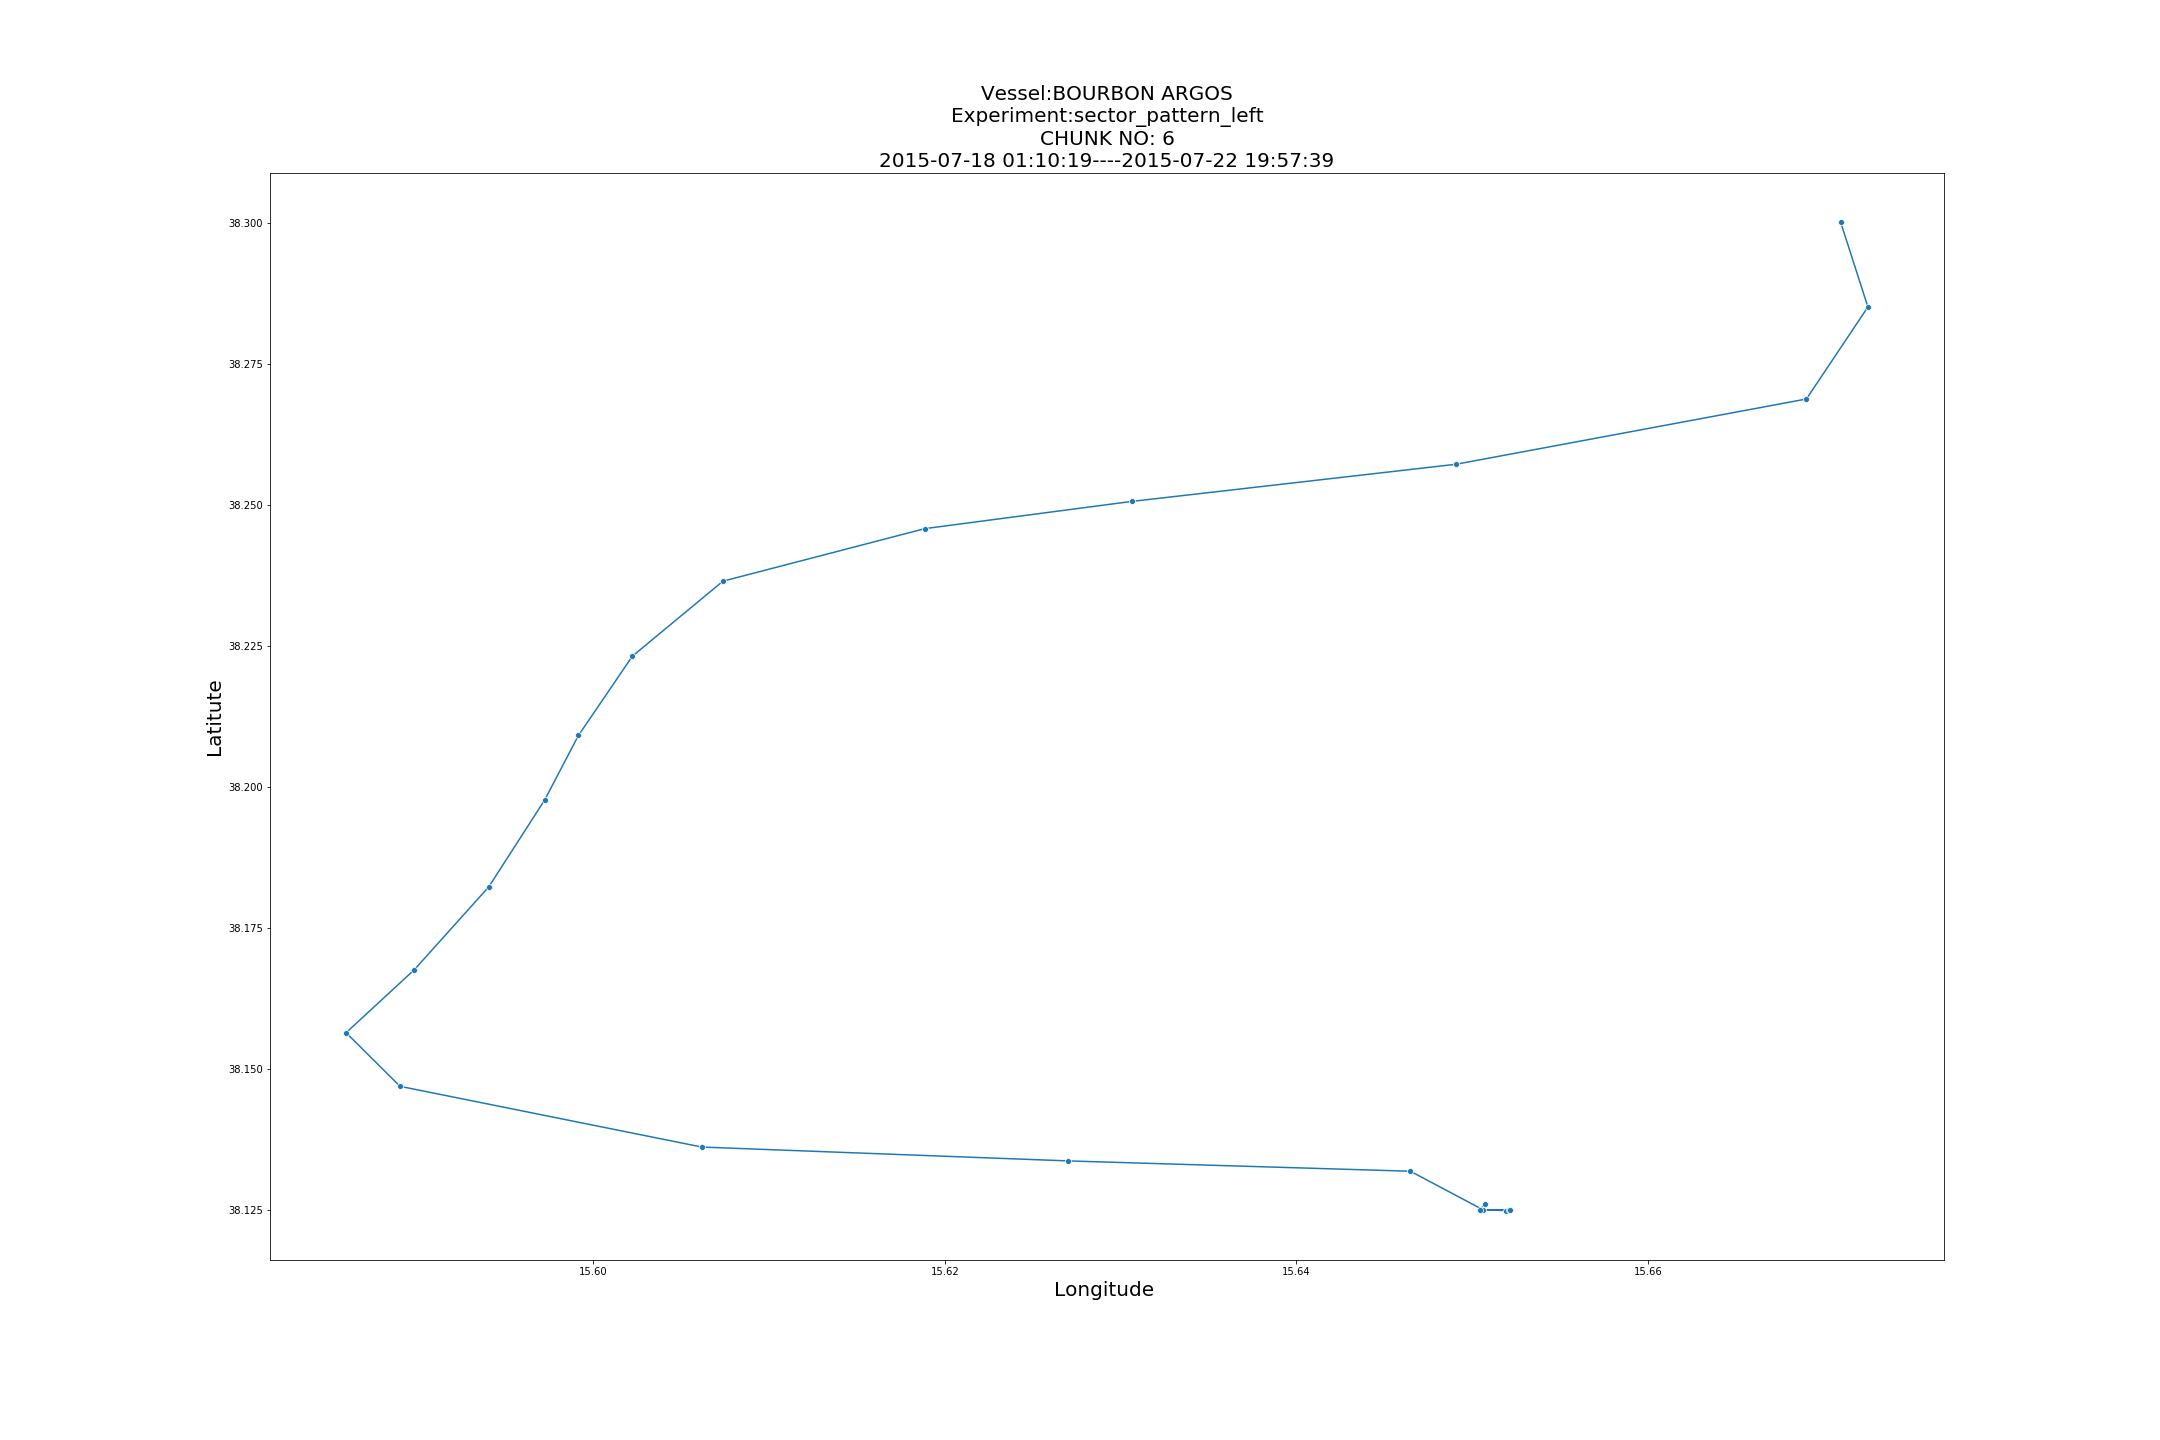 Vessel:BOURBON ARGOS
Experiment:sector_pattern_left
CHUNK NO: 6
2015-07-18 01:10:19----2015-07-22 19:57:39
38.300
38.275
38.250
38.225
38.200
38.175
38.150
38.125
Latitute
15.60 15.62 15.64 15.66
Longitude